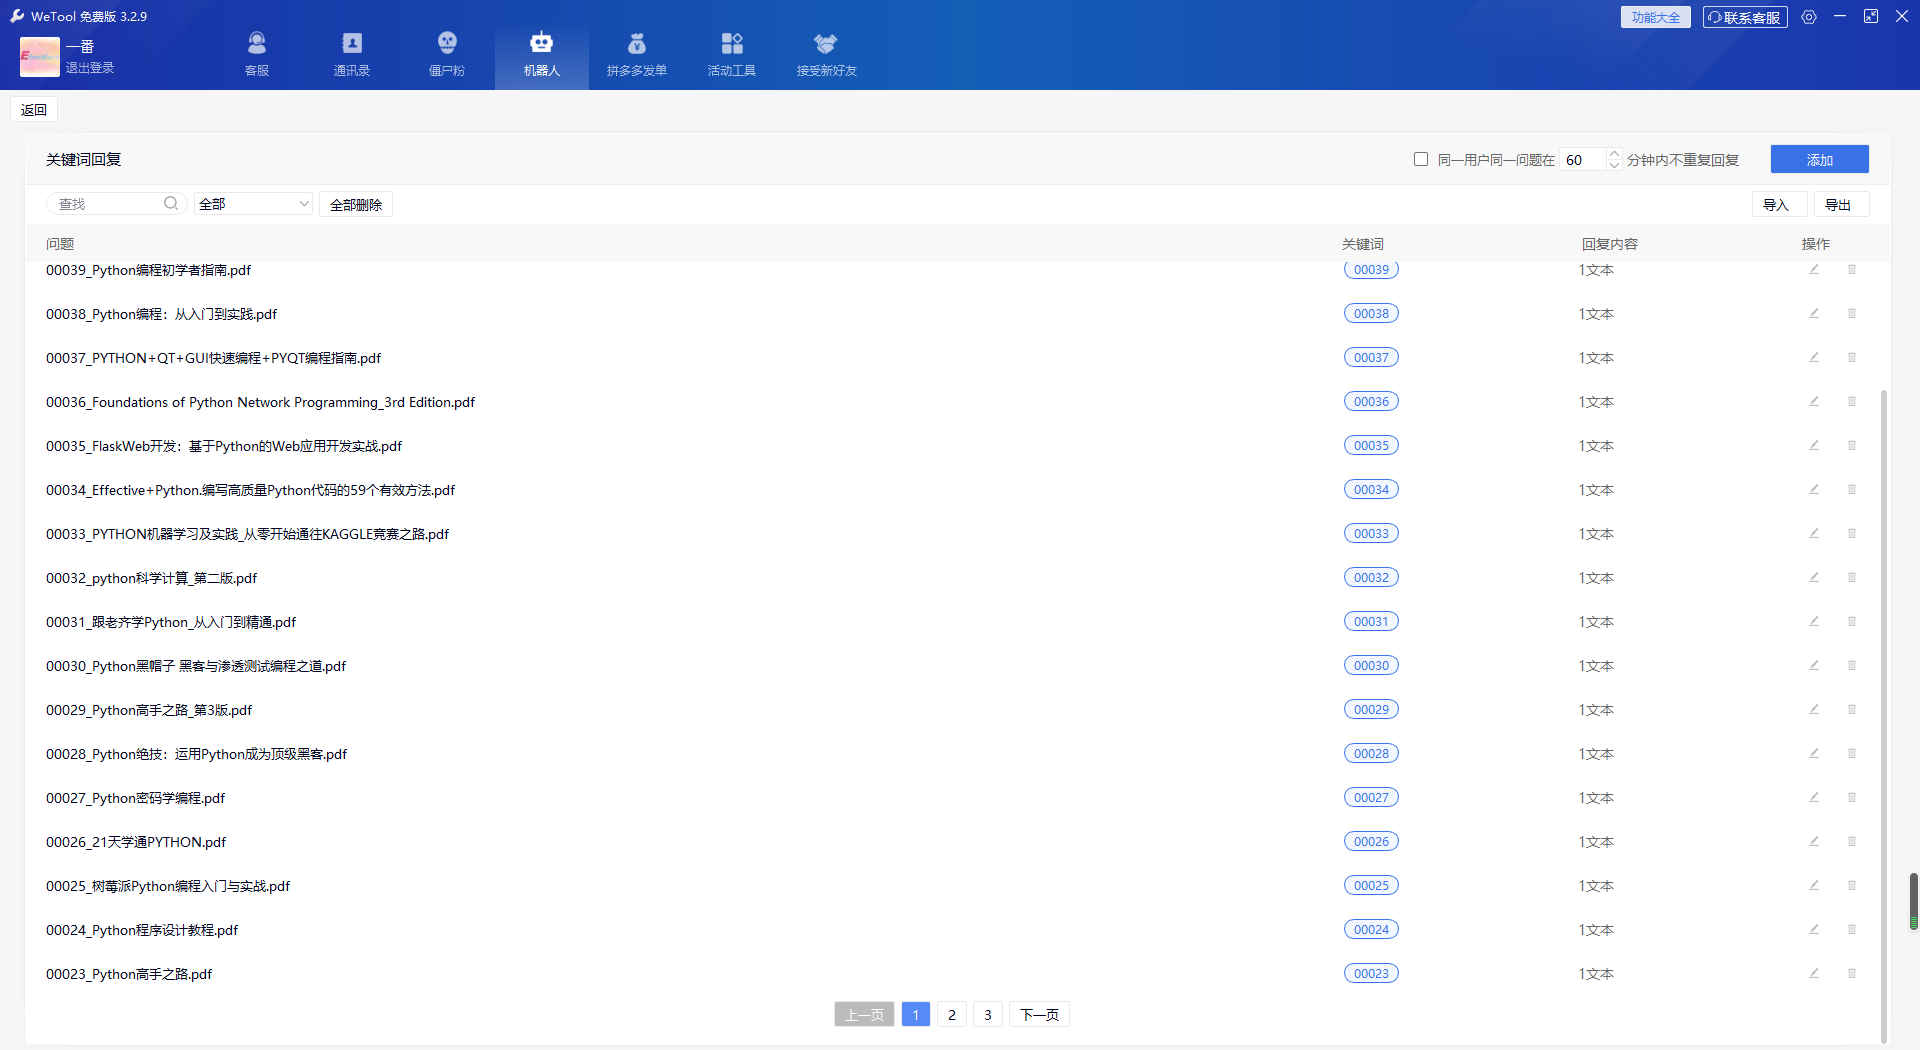 WeTool 免费版 3.2.9
功能大全 联系客服
一番
退出登录
客服 通讯录 僵尸粉 机器人 拼多多发单 活动工具 接受新好友
返回
关键词回复 同一用户同一问题在 60 分钟内不重复回复 添加
查找 全部 全部删除 导入 导出
问题 关键词 回复内容 操作
00039_Python编程初学者指南.pdf 00039 1文本
00038_Python编程：从入门到实践.pdf 00038 1文本
00037_PYTHON+QT+GUI快速编程+PYQT编程指南.pdf 00037 1文本
00036_Foundations of Python Network Programming_3rd Edition.pdf 00036 1文本
00035_FlaskWeb开发：基于Python的Web应用开发实战.pdf 00035 1文本
00034_Effective+Python.编写高质量Python代码的59个有效方法.pdf 00034 1文本
00033_PYTHON机器学习及实践_从零开始通往KAGGLE竞赛之路.pdf 00033 1文本
00032_python科学计算_第二版.pdf 00032 1文本
00031_跟老齐学Python_从入门到精通.pdf 00031 1文本
00030_Python黑帽子 黑客与渗透测试编程之道.pdf 00030 1文本
00029_Python高手之路_第3版.pdf 00029 1文本
00028_Python绝技：运用Python成为顶级黑客.pdf 00028 1文本
00027_Python密码学编程.pdf 00027 1文本
00026_21天学通PYTHON.pdf 00026 1文本
00025_树莓派Python编程入门与实战.pdf 00025 1文本
00024_Python程序设计教程.pdf 00024 1文本
00023_Python高手之路.pdf 00023 1文本
上一页 1 2 3 下一页